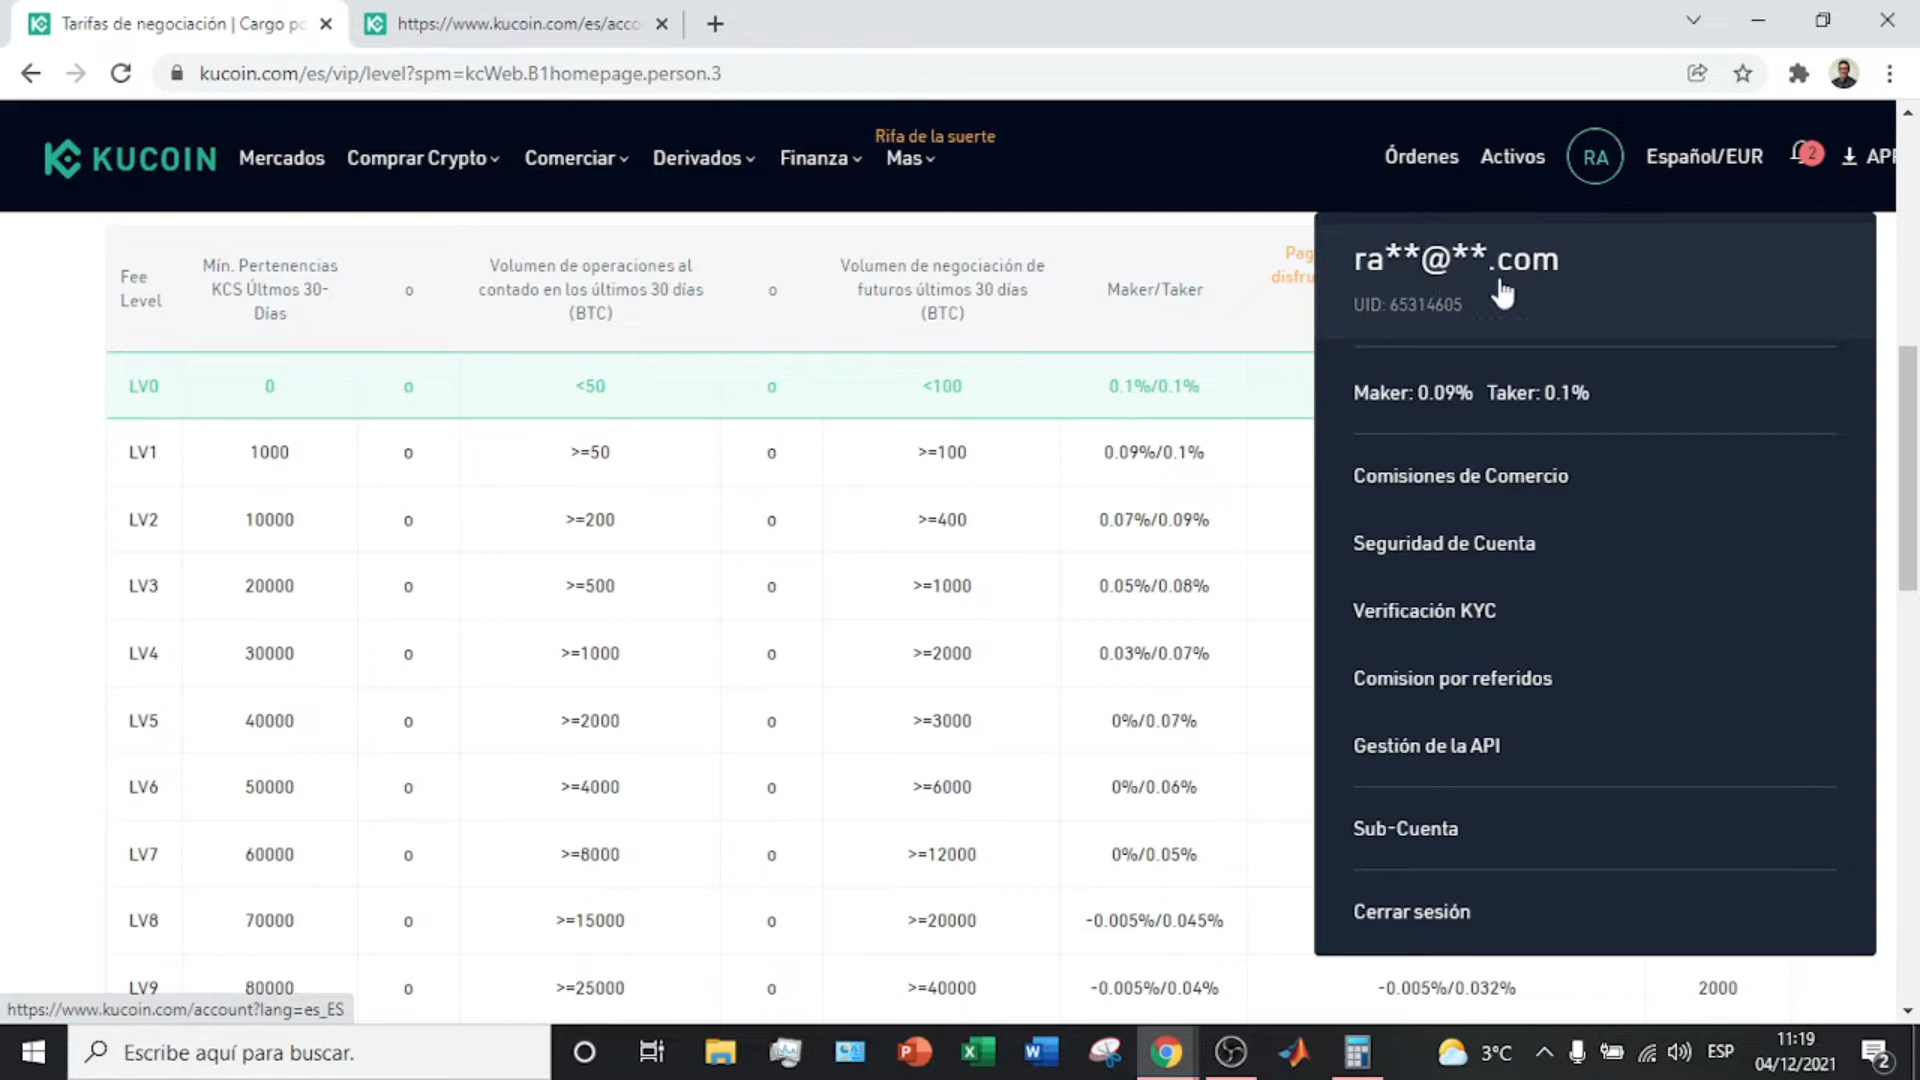 Tarifas de negociación | Cargo po
https://www.kucoin.com/es/acco
kucoin.com/es/vip/level?spm=kcWeb.B1homepage.person.3
KUCOIN
Mercados
Comprar Crypto
Comerciar
Derivados
Finanza
Rifa de la suerte
Mas
Órdenes
Activos
RA
Español/EUR
2
APP
Fee
Level
Mín. Pertenencias
KCS Últmos 30-
Días
o
Volumen de operaciones al
contado en los últimos 30 días
(BTC)
o
Volumen de negociación de
futuros últimos 30 días
(BTC)
Maker/Taker
Pag
disfru
LV0 0 o <50 o <100 0.1%/0.1%
LV1 1000 o >=50 o >=100 0.09%/0.1%
LV2 10000 o >=200 o >=400 0.07%/0.09%
LV3 20000 o >=500 o >=1000 0.05%/0.08%
LV4 30000 o >=1000 o >=2000 0.03%/0.07%
LV5 40000 o >=2000 o >=3000 0%/0.07%
LV6 50000 o >=4000 o >=6000 0%/0.06%
LV7 60000 o >=8000 o >=12000 0%/0.05%
LV8 70000 o >=15000 o >=20000 -0.005%/0.045%
LV9 80000 o >=25000 o >=40000 -0.005%/0.04% -0.005%/0.032% 2000
ra**@**.com
UID: 65314605
Maker: 0.09% Taker: 0.1%
Comisiones de Comercio
Seguridad de Cuenta
Verificación KYC
Comision por referidos
Gestión de la API
Sub-Cuenta
Cerrar sesión
https://www.kucoin.com/account?lang=es_ES
Escribe aquí para buscar.
3°C
ESP
11:19
04/12/2021
2